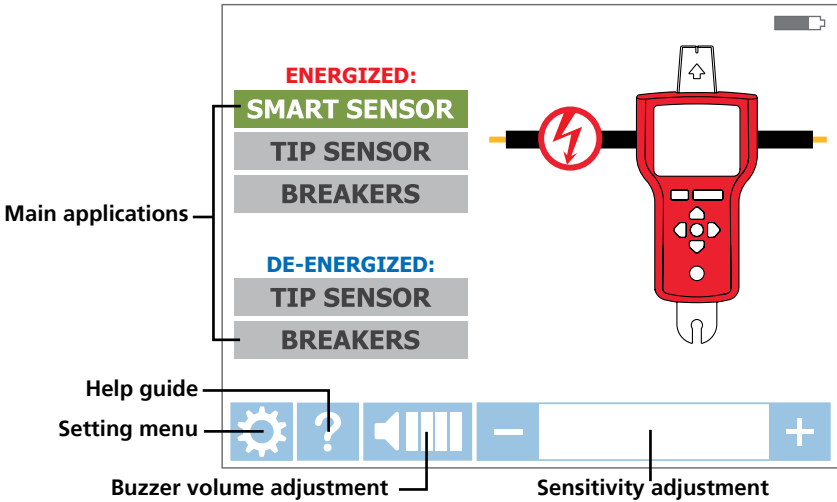 ENERGIZED:
SMART SENSOR
TIP SENSOR
BREAKERS
Main applications
DE-ENERGIZED:
TIP SENSOR
BREAKERS
Help guide
Setting menu
?
Buzzer volume adjustment
Sensitivity adjustment